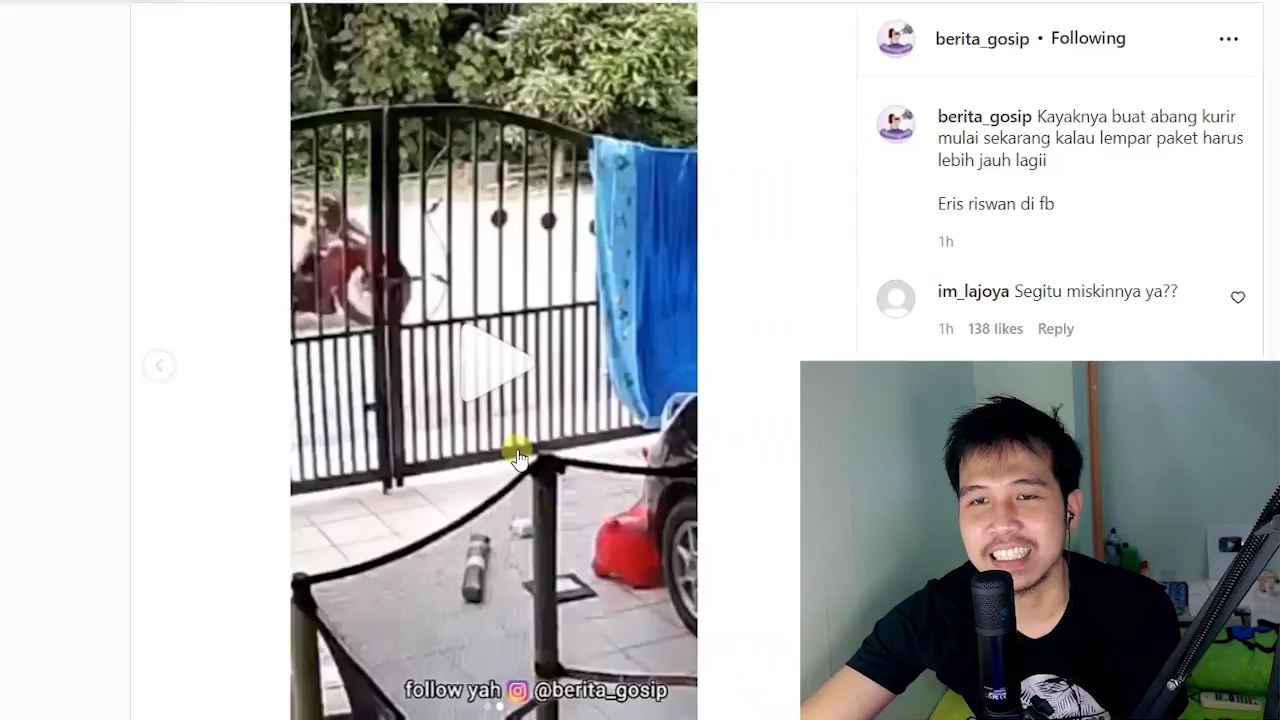 berita_gosip • Following
berita_gosip Kayaknya buat abang kurir
mulai sekarang kalau lempar paket harus
lebih jauh lagii
Eris riswan di fb
1h
im_lajoya Segitu miskinnya ya??
1h 138 likes Reply
follow yah @berita_gosip